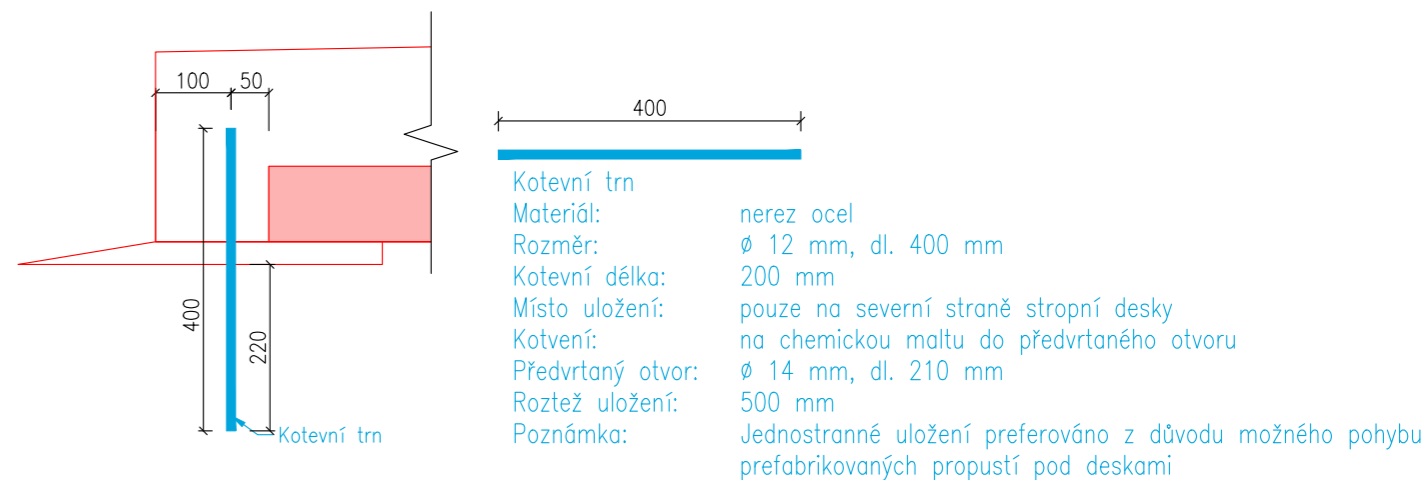 100 50
400
400
220
Kotevní trn
Kotevní trn
Materiál: nerez ocel
Rozměr: ø 12 mm, dl. 400 mm
Kotevní délka: 200 mm
Místo uložení: pouze na severní straně stropní desky
Kotvení: na chemickou maltu do předvrtaného otvoru
Předvrtaný otvor: ø 14 mm, dl. 210 mm
Roztež uložení: 500 mm
Poznámka: Jednostranné uložení preferováno z důvodu možného pohybu
prefabrikovaných propustí pod deskami